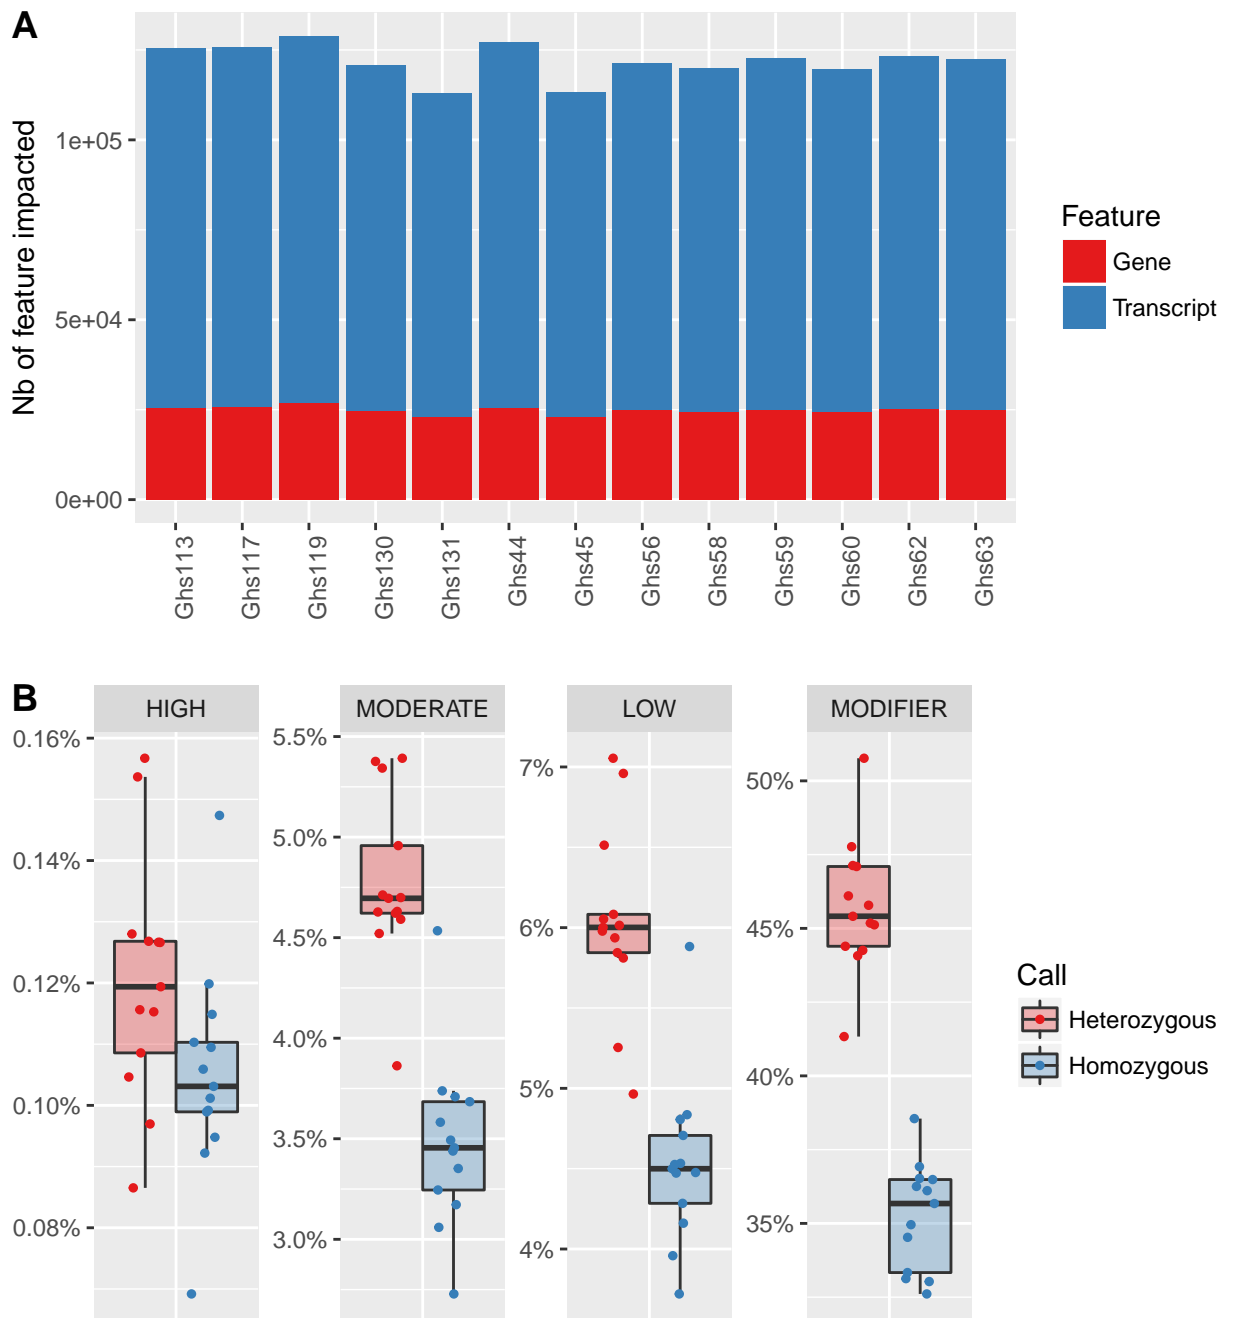 A
Nb of feature impacted
1e+05
5e+04
0e+00
Ghs113
Ghs117
Ghs119
Ghs130
Ghs131
Ghs44
Ghs45
Ghs56
Ghs58
Ghs59
Ghs60
Ghs62
Ghs63
Feature
Gene
Transcript
B
HIGH
0.16%
0.14%
0.12%
0.10%
0.08%
MODERATE
5.5%
5.0%
4.5%
4.0%
3.5%
3.0%
LOW
7%
6%
5%
4%
MODIFIER
50%
45%
40%
35%
Call
Heterozygous
Homozygous